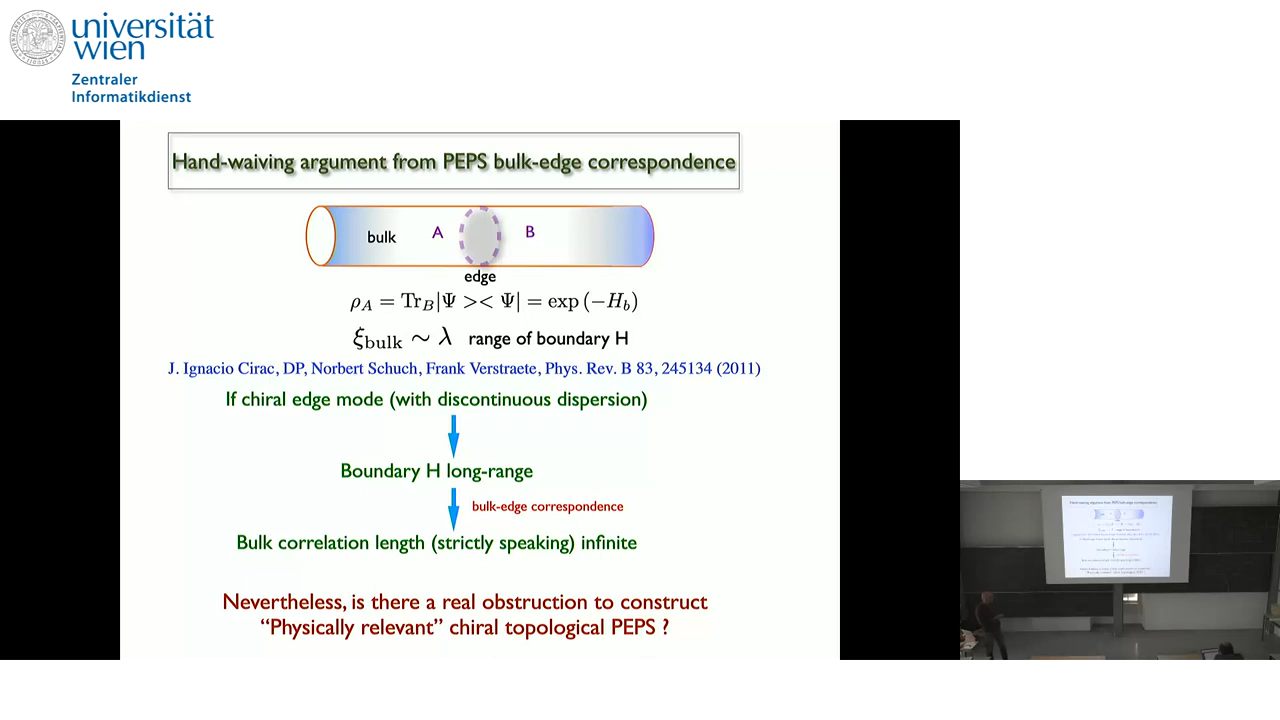 universität
wien
Zentraler
Informatikdienst
Hand-waiving argument from PEPS bulk-edge correspondence
bulk A B
edge
ρ_A = Tr_B|Ψ >< Ψ| = exp (−H_b)
ξ_bulk ∼ λ range of boundary H
J. Ignacio Cirac, DP, Norbert Schuch, Frank Verstraete, Phys. Rev. B 83, 245134 (2011)
If chiral edge mode (with discontinuous dispersion)
Boundary H long-range
bulk-edge correspondence
Bulk correlation length (strictly speaking) infinite
Nevertheless, is there a real obstruction to construct
“Physically relevant” chiral topological PEPS ?